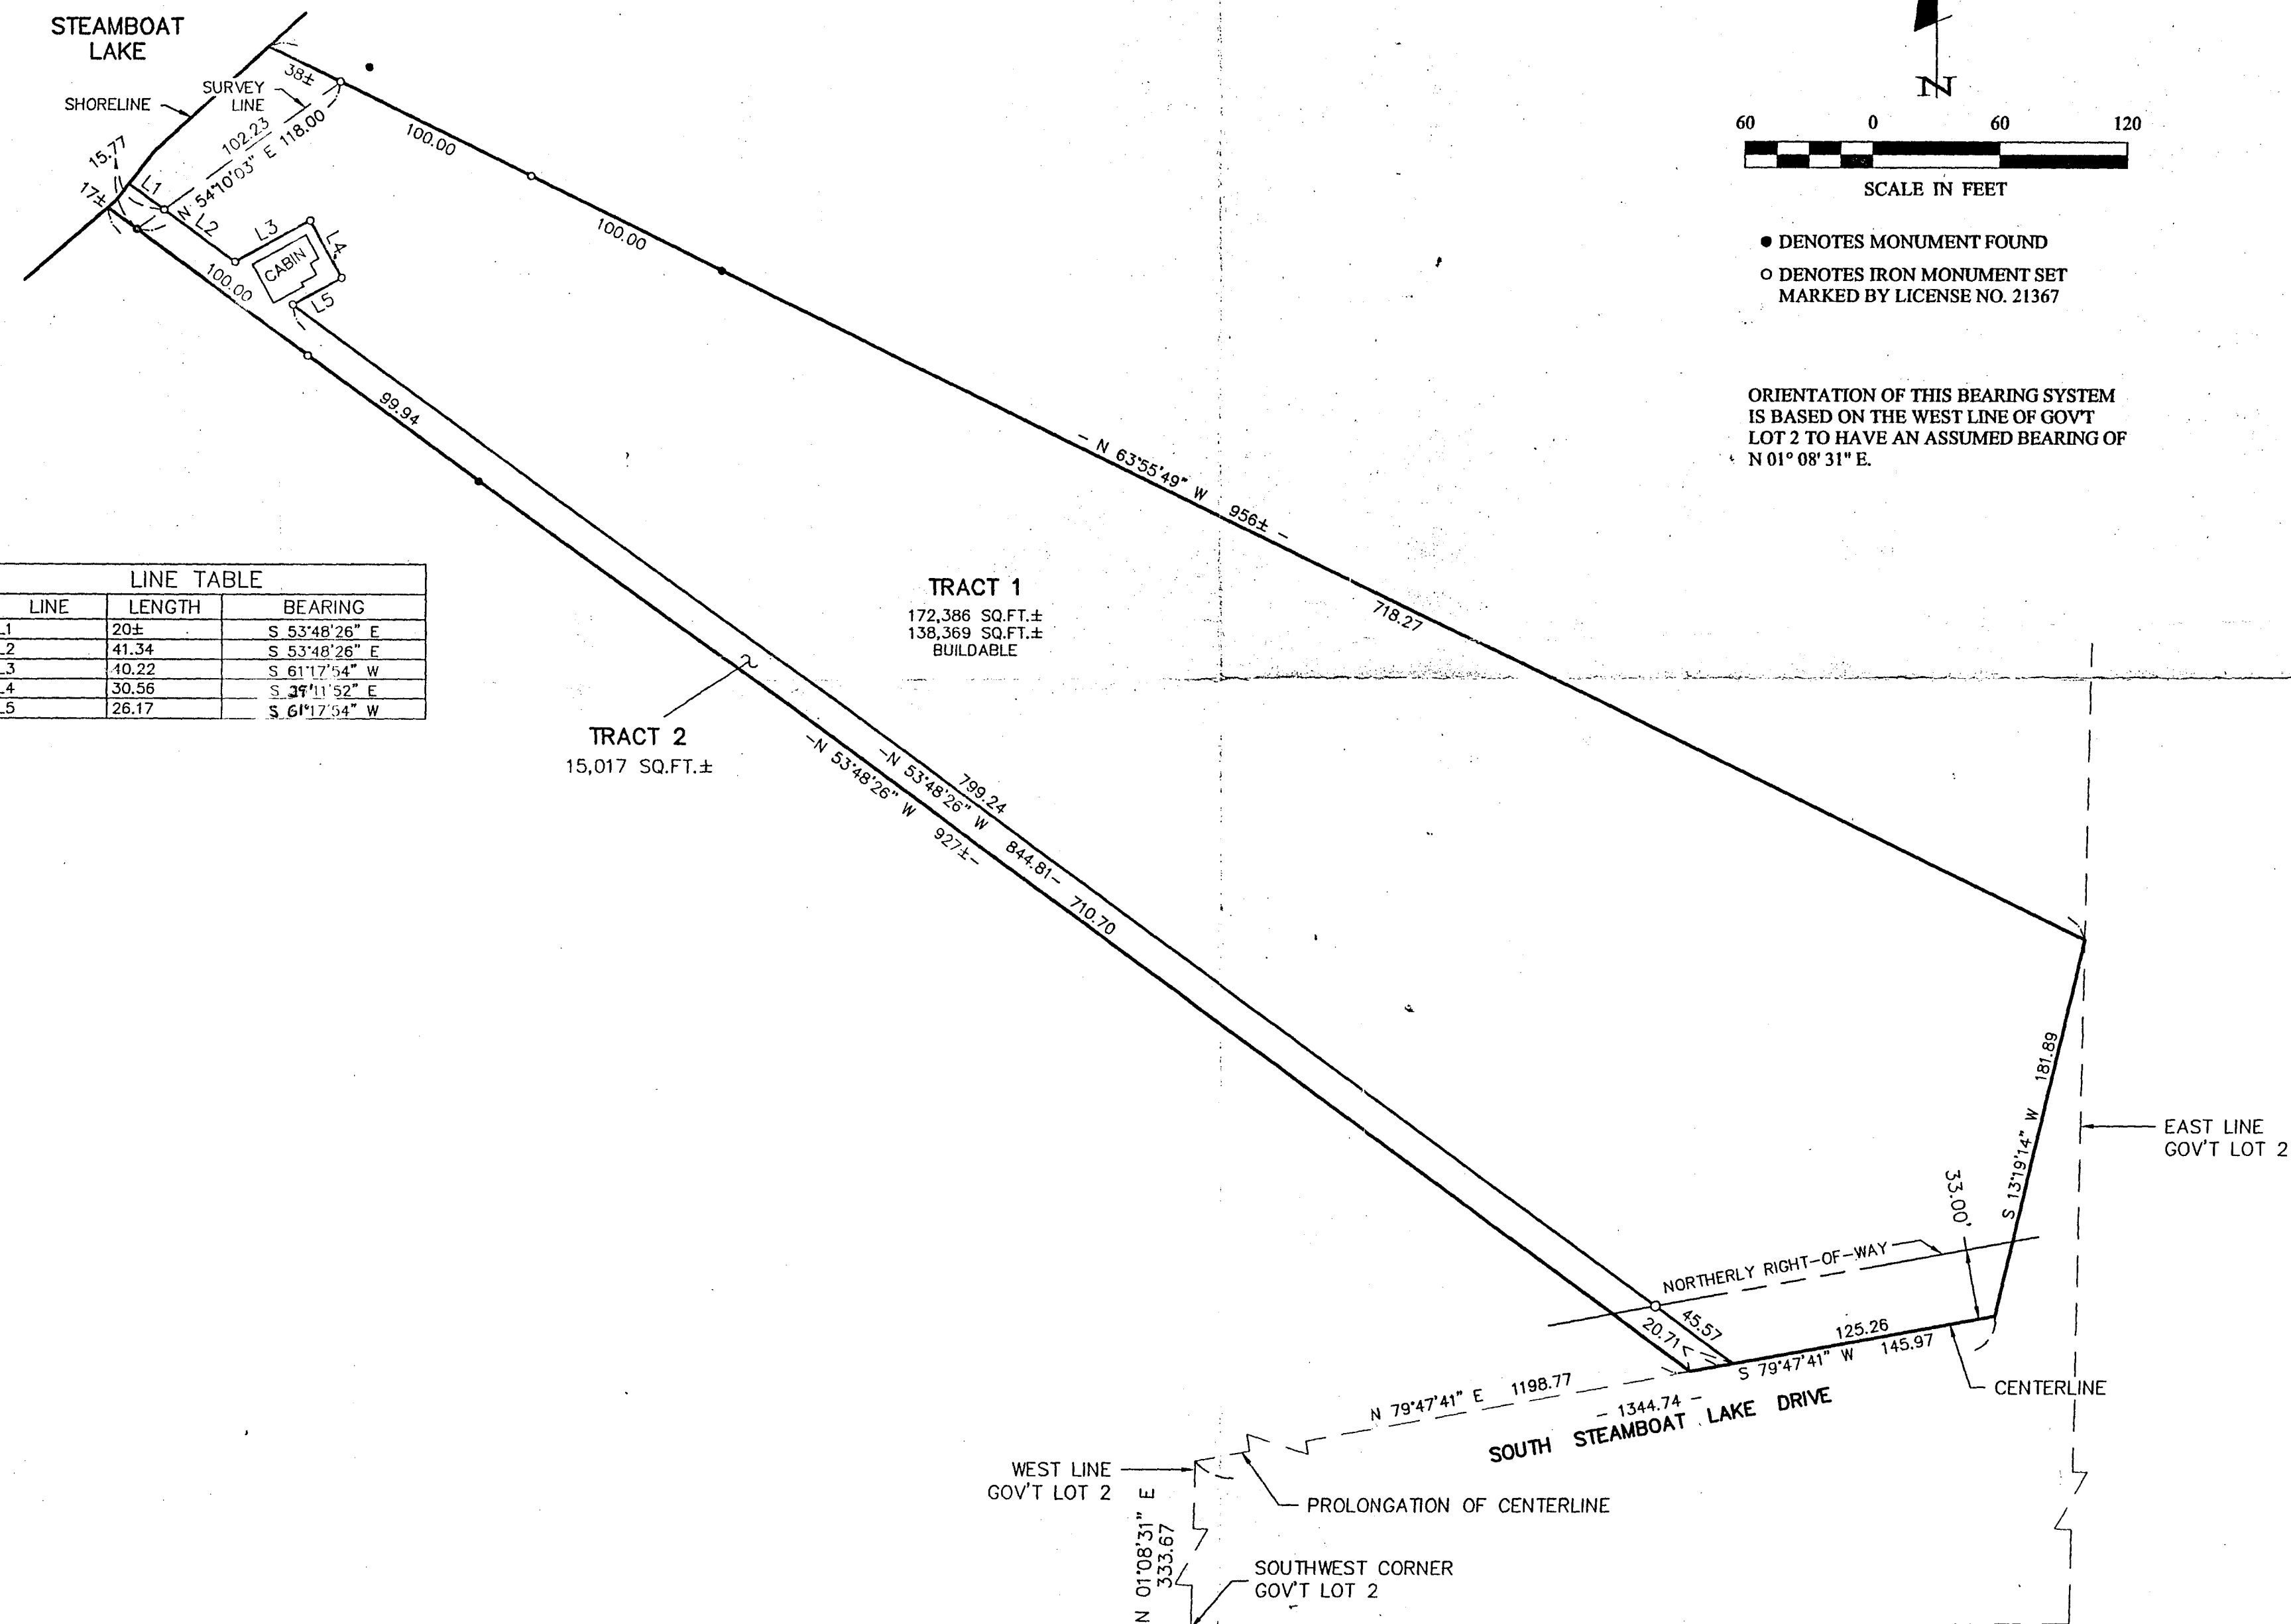 STEAMBOAT
LAKE
SHORELINE
SURVEY
LINE
38±
102.23
N 54°10'03" E 118.00
15.77
17±
L1
L2
L3
L4
L5
CABIN
100.00
100.00
100.00
99.94
N
60 0 60 120
SCALE IN FEET
● DENOTES MONUMENT FOUND
○ DENOTES IRON MONUMENT SET
MARKED BY LICENSE NO. 21367
ORIENTATION OF THIS BEARING SYSTEM
IS BASED ON THE WEST LINE OF GOV'T
LOT 2 TO HAVE AN ASSUMED BEARING OF
N 01° 08' 31" E.
– N 63°55'49" W 956± –
718.27
LINE TABLE
LINE LENGTH BEARING
L1 20± S 53°48'26" E
L2 41.34 S 53°48'26" E
L3 40.22 S 61°17'54" W
L4 30.56 S 11'52" E
L5 26.17 S 61°17'54" W
TRACT 1
172,386 SQ.FT.±
138,369 SQ.FT.±
BUILDABLE
TRACT 2
15,017 SQ.FT.±
799.24
–N 53°48'26" W 844.81–
–N 53°48'26" W 927±–
710.70
S 13°19'14" W 181.89
EAST LINE
GOV'T LOT 2
33.00'
NORTHERLY RIGHT-OF-WAY
45.57
20.71
125.26
S 79°47'41" W 145.97
CENTERLINE
N 79°47'41" E 1198.77
– 1344.74 –
SOUTH STEAMBOAT LAKE DRIVE
WEST LINE
GOV'T LOT 2
PROLONGATION OF CENTERLINE
N 01°08'31" E
333.67
SOUTHWEST CORNER
GOV'T LOT 2